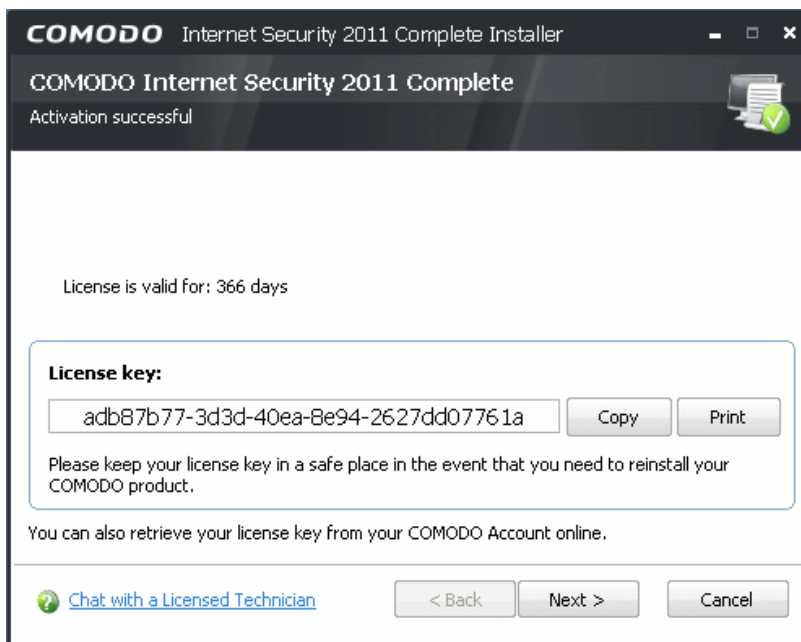 COMODO Internet Security 2011 Complete Installer
COMODO Internet Security 2011 Complete
Activation successful
License is valid for: 366 days
License key:
adb87b77-3d3d-40ea-8e94-2627dd07761a
Copy
Print
Please keep your license key in a safe place in the event that you need to reinstall your
COMODO product.
You can also retrieve your license key from your COMODO Account online.
Chat with a Licensed Technician
< Back
Next >
Cancel